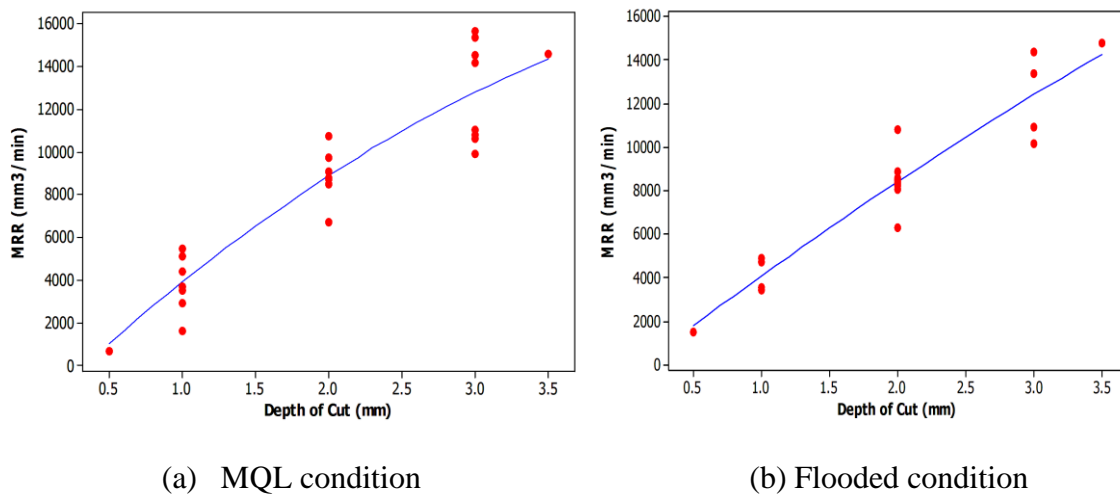 16000
14000
12000
10000
8000
6000
4000
2000
0
MRR (mm3/min)
0.5 1.0 1.5 2.0 2.5 3.0 3.5
Depth of Cut (mm)
(a) MQL condition
16000
14000
12000
10000
8000
6000
4000
2000
0
MRR (mm3/min)
0.5 1.0 1.5 2.0 2.5 3.0 3.5
Depth of Cut (mm)
(b) Flooded condition